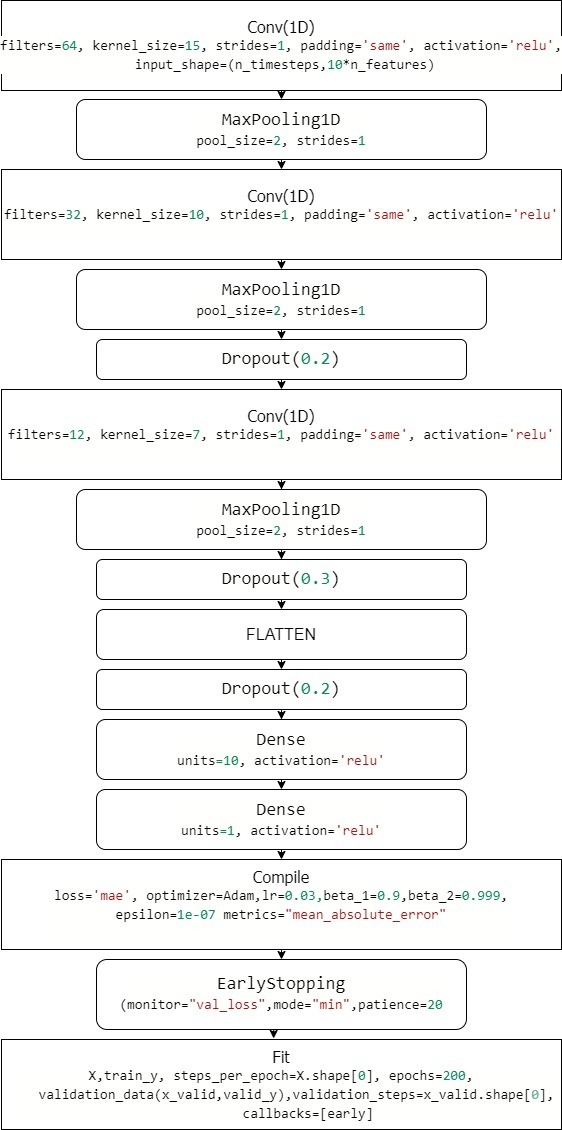 Conv(1D)
filters=64, kernel_size=15, strides=1, padding='same', activation='relu',
input_shape=(n_timesteps,10*n_features)
MaxPooling1D
pool_size=2, strides=1
Conv(1D)
filters=32, kernel_size=10, strides=1, padding='same', activation='relu'
MaxPooling1D
pool_size=2, strides=1
Dropout(0.2)
Conv(1D)
filters=12, kernel_size=7, strides=1, padding='same', activation='relu'
MaxPooling1D
pool_size=2, strides=1
Dropout(0.3)
FLATTEN
Dropout(0.2)
Dense
units=10, activation='relu'
Dense
units=1, activation='relu'
Compile
loss='mae', optimizer=Adam,lr=0.03,beta_1=0.9,beta_2=0.999,
epsilon=1e-07 metrics="mean_absolute_error"
EarlyStopping
(monitor="val_loss",mode="min",patience=20
Fit
X,train_y, steps_per_epoch=X.shape[0], epochs=200,
validation_data(x_valid,valid_y),validation_steps=x_valid.shape[0],
callbacks=[early]